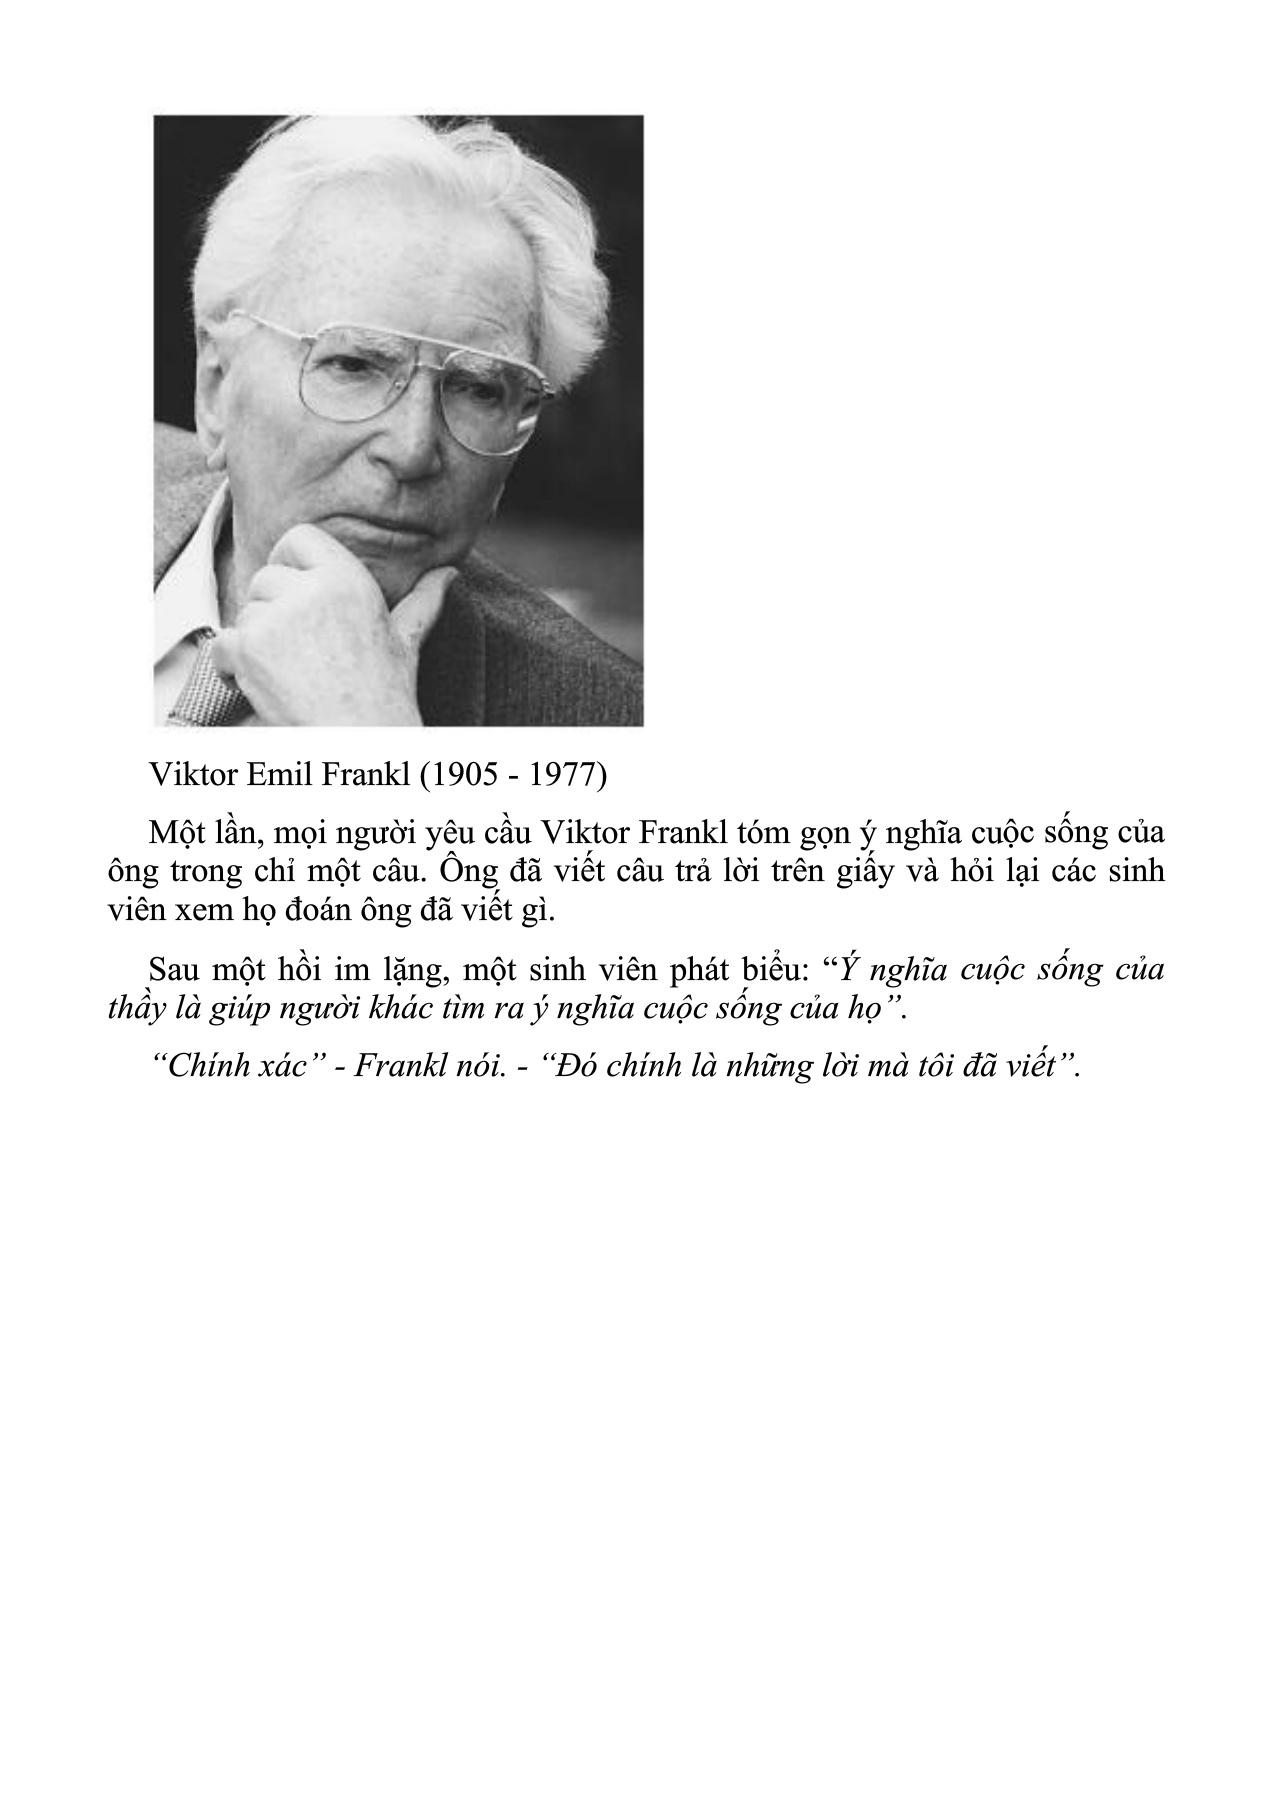 Viktor Emil Frankl (1905 - 1977)
Một lần, mọi người yêu cầu Viktor Frankl tóm gọn ý nghĩa cuộc sống của
ông trong chỉ một câu. Ông đã viết câu trả lời trên giấy và hỏi lại các sinh
viên xem họ đoán ông đã viết gì.
Sau một hồi im lặng, một sinh viên phát biểu: “Ý nghĩa cuộc sống của
thầy là giúp người khác tìm ra ý nghĩa cuộc sống của họ”.
“Chính xác” - Frankl nói. - “Đó chính là những lời mà tôi đã viết”.